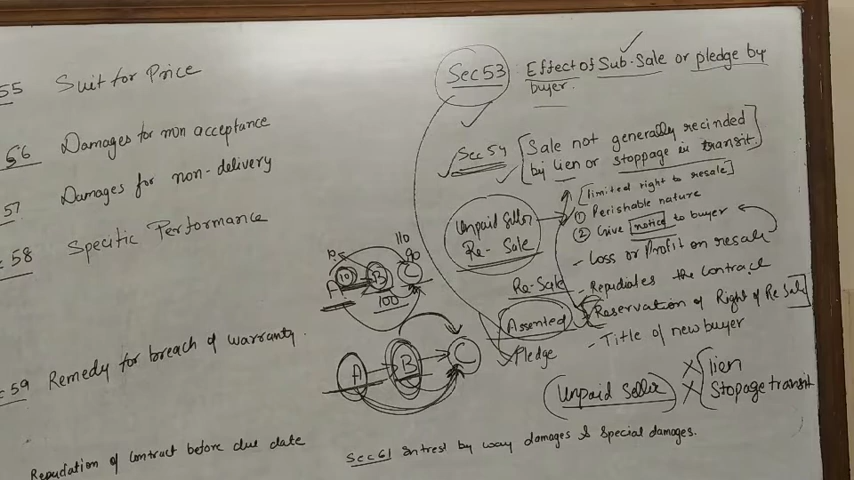 55 Suit for Price
56 Damages for non acceptance
57 Damages for non-delivery
58 Specific Performance
59 Remedy for breach of warranty.
Repudation of contract before due date
Sec 53 Effect of Sub-Sale or pledge by
buyer.
Sec 54 [Sale not generally recinded
by lien or stoppage in transit.]
[limited right to resale]
Unpaid Seller
Re-Sale
① Perishable nature
② Give notice to buyer
- Loss or Profit on resale
Re-Sale - Repudiates the contract
Assented
- Reservation of Right of Re Sale]
- Title of new buyer
Pledge
Unpaid Seller
X lien
X Stopage transit
110
90
10
A B C
100
A B C
Sec 61 Intrest by way damages & Special damages.